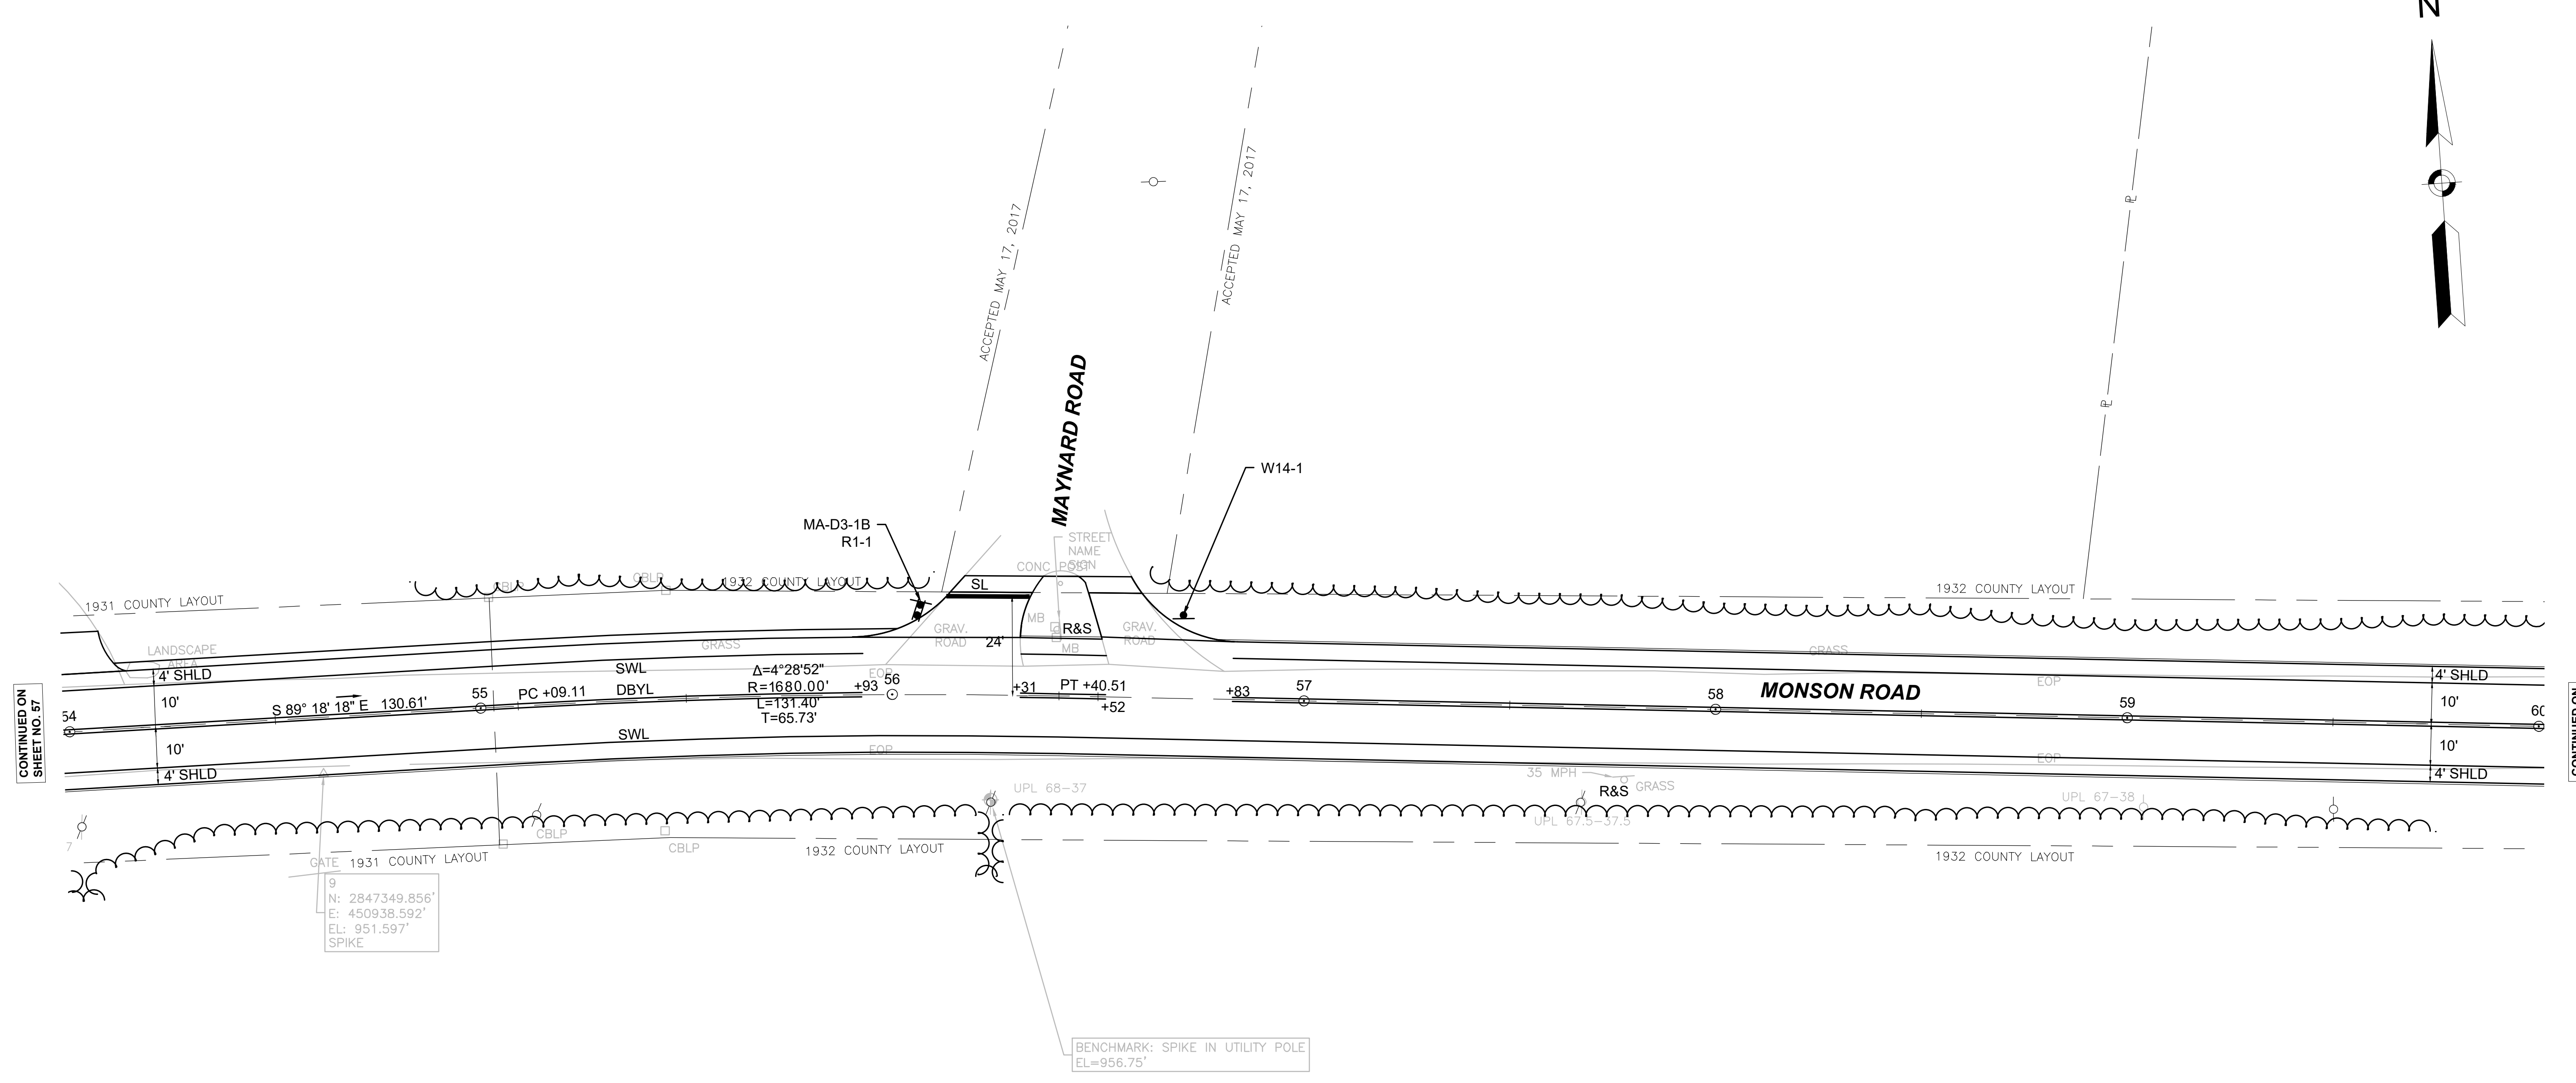 N
ACCEPTED MAY 17, 2017
ACCEPTED MAY 17, 2017
MAYNARD ROAD
W14-1
MA-D3-1B
R1-1
STREET
NAME
SIGN
CONC POST
SL
CBLP
CBLP
1932 COUNTY LAYOUT
1932 COUNTY LAYOUT
1931 COUNTY LAYOUT
MB
R&S
GRAV.
ROAD
GRAV.
ROAD
24'
MB
GRASS
GRASS
LANDSCAPE
AREA
4' SHLD
SWL
Δ=4°28'52"
EOP
EOP
4' SHLD
CONTINUED ON
SHEET NO. 57
54
10'
S 89° 18' 18" E 130.61'
55
PC +09.11
DBYL
R=1680.00'
L=131.40'
T=65.73'
+93
56
+31
PT +40.51
+52
+83
57
58
MONSON ROAD
59
60
10'
CONTINUED ON
10'
SWL
EOP
EOP
10'
4' SHLD
35 MPH
GRASS
R&S
4' SHLD
UPL 68-37
UPL 67.5-37.5
UPL 67-38
7
CBLP
CBLP
GATE
1931 COUNTY LAYOUT
1932 COUNTY LAYOUT
1932 COUNTY LAYOUT
9
N: 2847349.856'
E: 450938.592'
EL: 951.597'
SPIKE
BENCHMARK: SPIKE IN UTILITY POLE
EL=956.75'